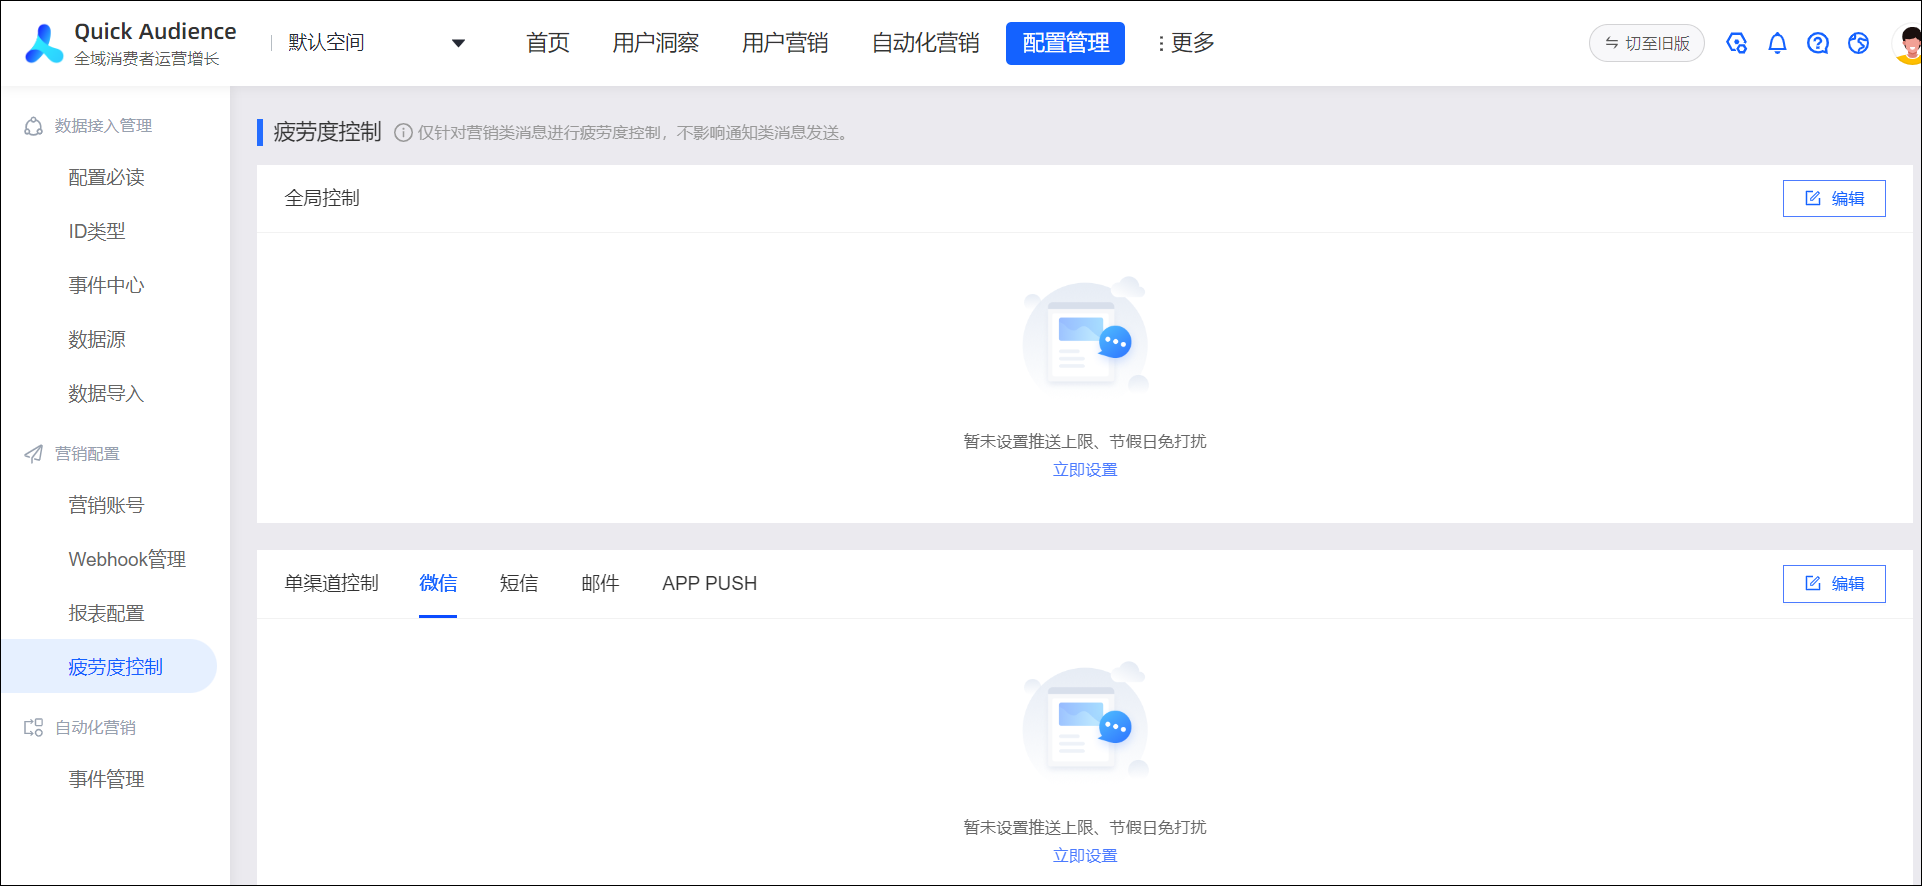 Quick Audience
全域消费者运营增长
默认空间
首页
用户洞察
用户营销
自动化营销
配置管理
更多
切至旧版
数据接入管理
配置必读
ID类型
事件中心
数据源
数据导入
营销配置
营销账号
Webhook管理
报表配置
疲劳度控制
自动化营销
事件管理
疲劳度控制
仅针对营销类消息进行疲劳度控制，不影响通知类消息发送。
全局控制
编辑
暂未设置推送上限、节假日免打扰
立即设置
单渠道控制
微信
短信
邮件
APP PUSH
编辑
暂未设置推送上限、节假日免打扰
立即设置